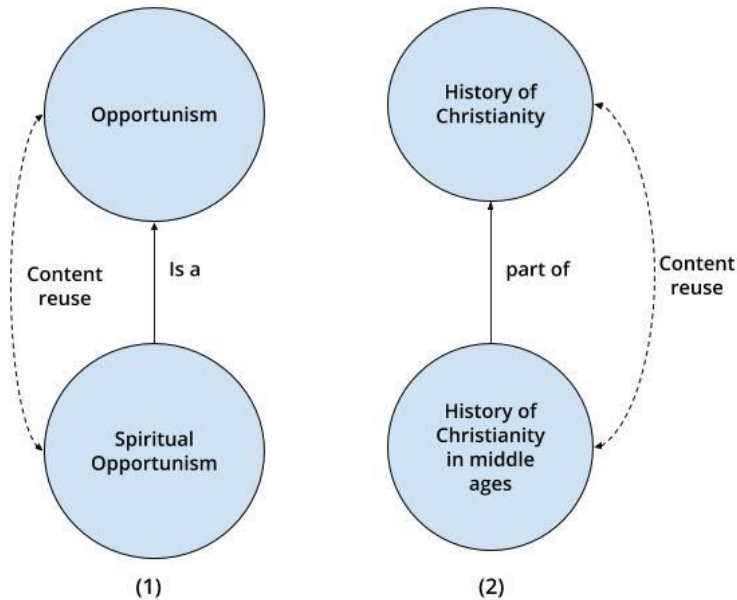 Opportunism
Content
reuse
Is a
Spiritual
Opportunism
(1)
History of
Christianity
part of
Content
reuse
History of
Christianity
in middle
ages
(2)